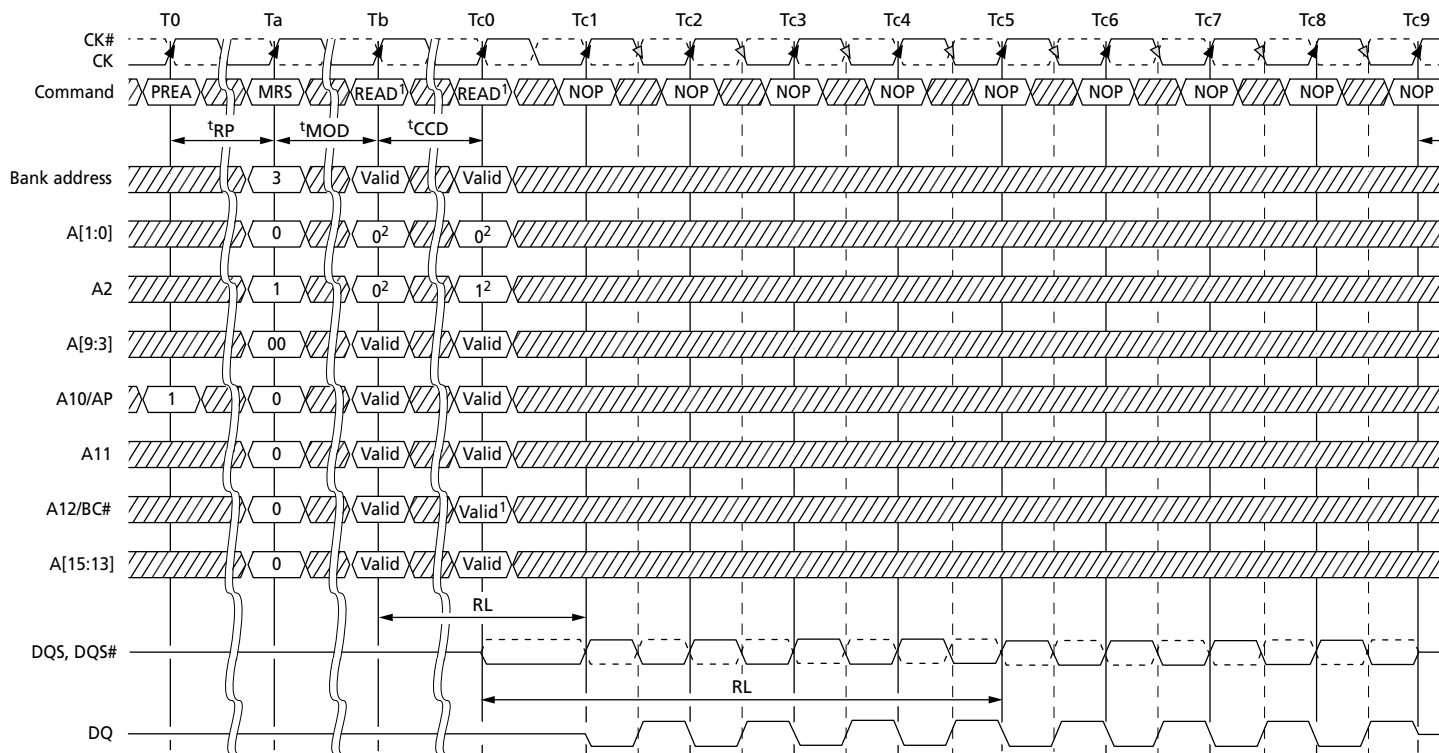 T0 Ta Tb Tc0 Tc1 Tc2 Tc3 Tc4 Tc5 Tc6 Tc7 Tc8 Tc9
CK#
CK
Command PREA MRS READ¹ READ¹ NOP NOP NOP NOP NOP NOP NOP NOP NOP
ᵗRP ᵗMOD ᵗCCD
Bank address 3 Valid Valid
A[1:0] 0 0² 0²
A2 1 0² 1²
A[9:3] 00 Valid Valid
A10/AP 1 0 Valid Valid
A11 0 Valid Valid
A12/BC# 0 Valid Valid¹
A[15:13] 0 Valid Valid
RL
DQS, DQS#
RL
DQ